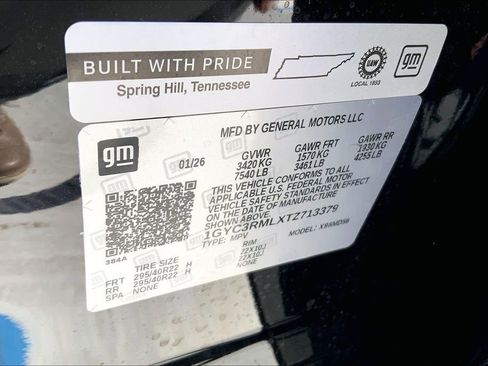 BUILT WITH PRIDE
Spring Hill, Tennessee
UAW
LOCAL 1853
gm
gm
MFD BY GENERAL MOTORS LLC
01/26 GVWR GAWR FRT GAWR RR
3420 KG 1570 KG 1930 KG
7540 LB 3461 LB 4255 LB
THIS VEHICLE CONFORMS TO ALL
APPLICABLE U.S. FEDERAL MOTOR
VEHICLE SAFETY STANDARDS
IN EFFECT ON THE DATE OF MANUFACTURE
SHOWN ABOVE.
1GYC3RMLXTZ713379
TYPE: MPV MODEL:
384A
TIRE SIZE RIM
FRT 295/40R22 H 22X10J
RR 295/40R22 H 22X10J
SPA NONE NONE